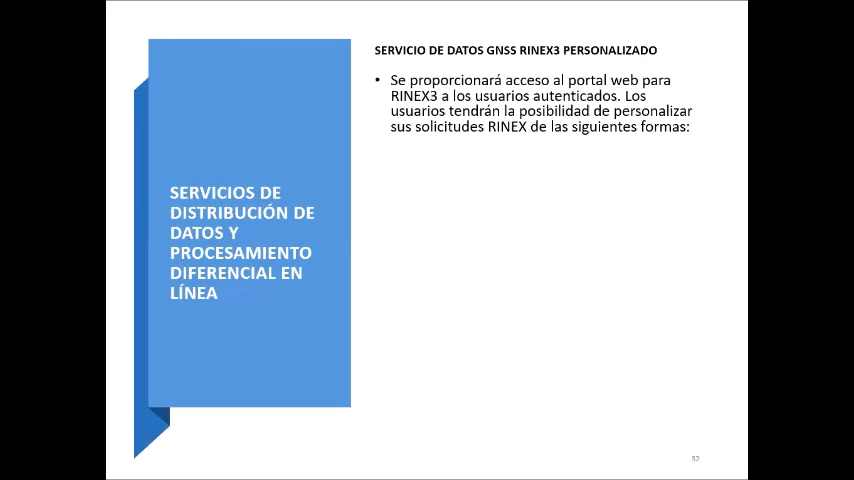 SERVICIOS DE
DISTRIBUCIÓN DE
DATOS Y
PROCESAMIENTO
DIFERENCIAL EN
LÍNEA
SERVICIO DE DATOS GNSS RINEX3 PERSONALIZADO
• Se proporcionará acceso al portal web para
RINEX3 a los usuarios autenticados. Los
usuarios tendrán la posibilidad de personalizar
sus solicitudes RINEX de las siguientes formas:
32